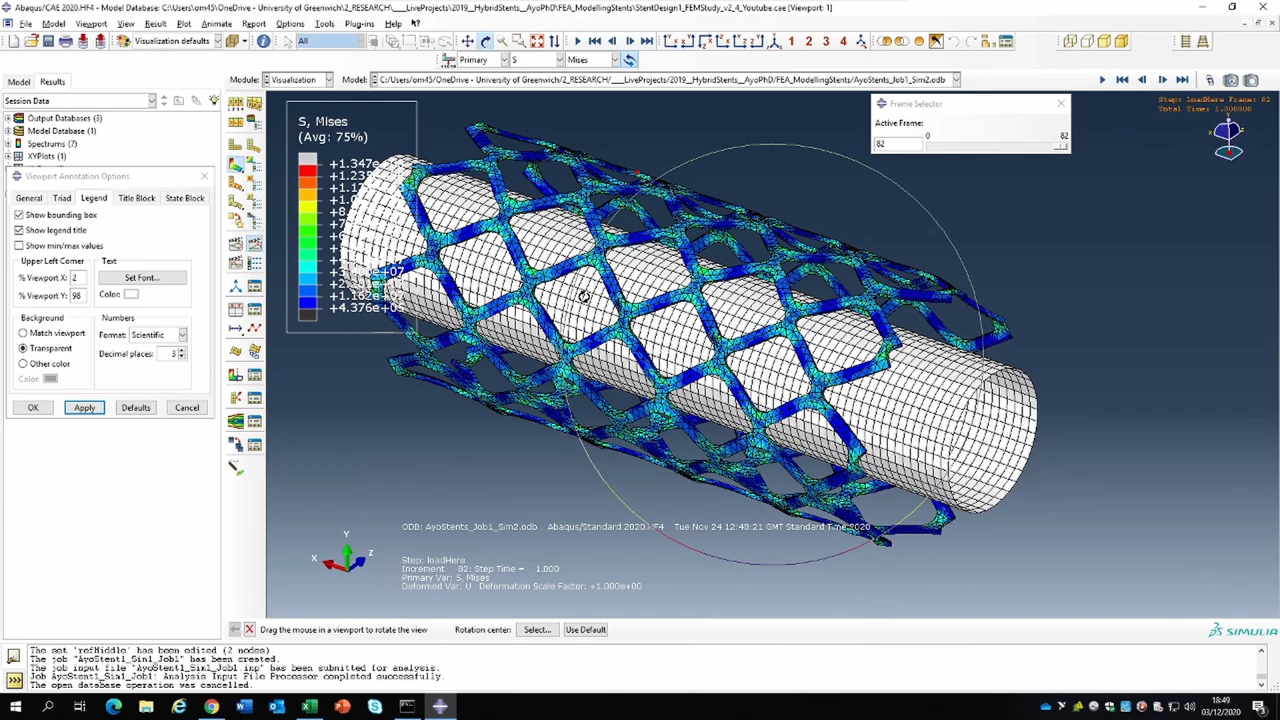 Abaqus/CAE 2020.HF4 - Model Database: C:\Users\om45\OneDrive - University of Greenwich\2_RESEARCH\___LiveProjects\2019__HybridStents__AyoPhD\FEA_ModellingStents\StentDesign1_FEMStudy_v2_4_Youtube.cae [Viewport: 1]
File Model Viewport View Result Plot Animate Report Options Tools Plug-ins Help
Visualization defaults All 1 2 3 4
Primary S Mises
Model Results Module: Visualization Model: C:/Users/om45/OneDrive - University of Greenwich/2_RESEARCH/___LiveProjects/2019__HybridStents__AyoPhD/FEA_ModellingStents/AyoStents_Job1_Sim2.odb
Session Data
Output Databases (3)
Model Database (1)
Spectrums (7)
XYPlots (1)
Viewport Annotation Options
General Triad Legend Title Block State Block
Show bounding box
Show legend title
Show min/max values
Upper Left Corner Text
% Viewport X: 2 Set Font...
% Viewport Y: 98 Color:
Background Numbers
Match viewport Format: Scientific
Transparent Decimal places: 3
Other color
Color:
OK Apply Defaults Cancel
S, Mises
(Avg: 75%)
+1.347e
+4.376e+0
Frame Selector
Active Frame: 0 82
82
Step: loadHere Frame: 82
Total Time: 1.000000
ODB: AyoStents_Job1_Sim2.odb Abaqus/Standard 2020.HF4 Tue Nov 24 12:48:21 GMT Standard Time 2020
Step: loadHere
Increment 82: Step Time = 1.000
Primary Var: S, Mises
Deformed Var: U Deformation Scale Factor: +1.000e+00
Y
X
Z
Drag the mouse in a viewport to rotate the view Rotation center: Select... Use Default
SIMULIA
The set 'refMiddle' has been edited (2 nodes).
The job "AyoStent1_Sim1_Job1" has been created.
The job input file "AyoStent1_Sim1_Job1.inp" has been submitted for analysis.
Job AyoStent1_Sim1_Job1: Analysis Input File Processor completed successfully.
The open database operation was cancelled.
18:49
03/12/2020